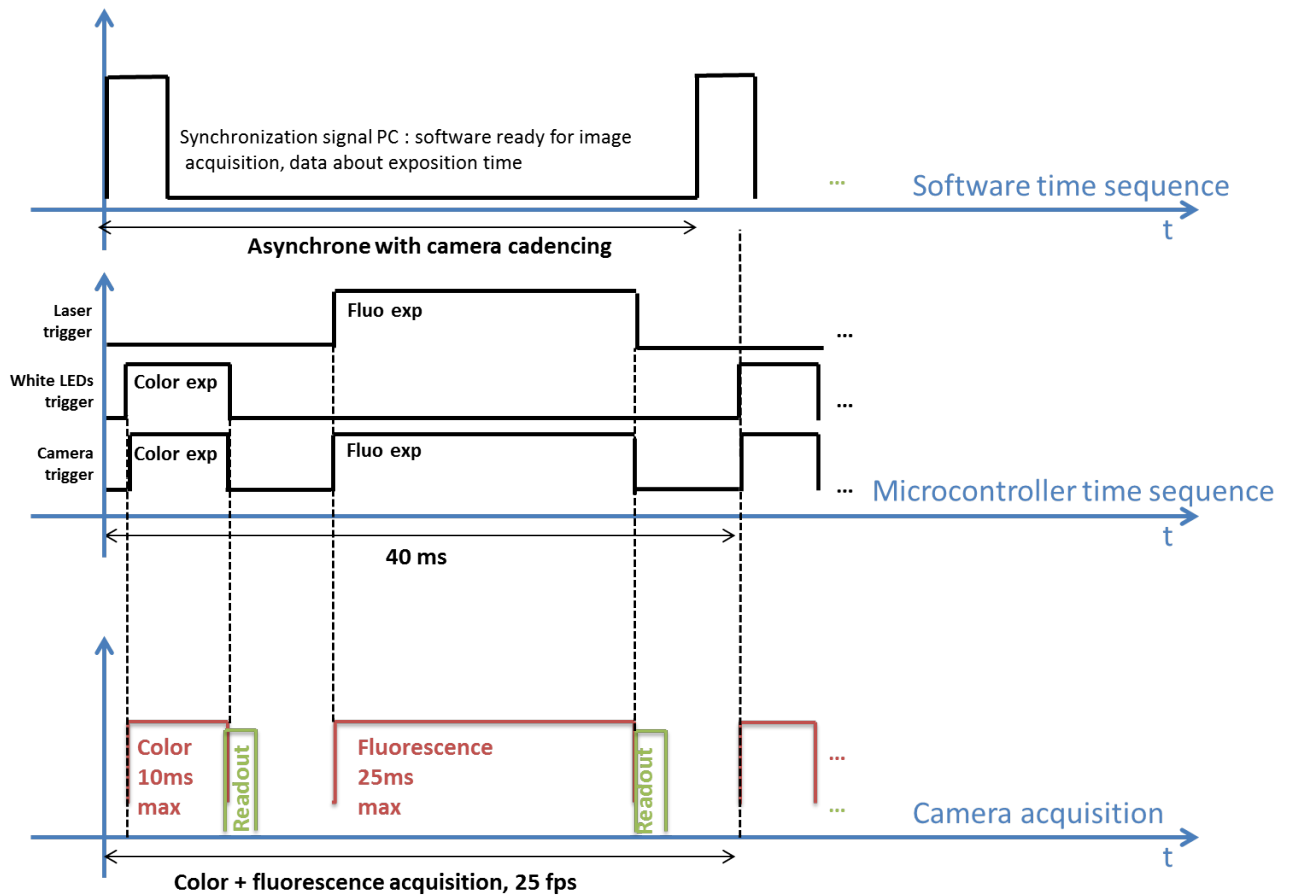 Synchronization signal PC : software ready for image
acquisition, data about exposition time
...
Software time sequence
t
Asynchrone with camera cadencing
Laser
trigger
Fluo exp
...
White LEDs
trigger
Color exp
...
Camera
trigger
Color exp
Fluo exp
...
Microcontroller time sequence
t
40 ms
Color
10ms
max
Readout
Fluorescence
25ms
max
Readout
...
...
Camera acquisition
t
Color + fluorescence acquisition, 25 fps